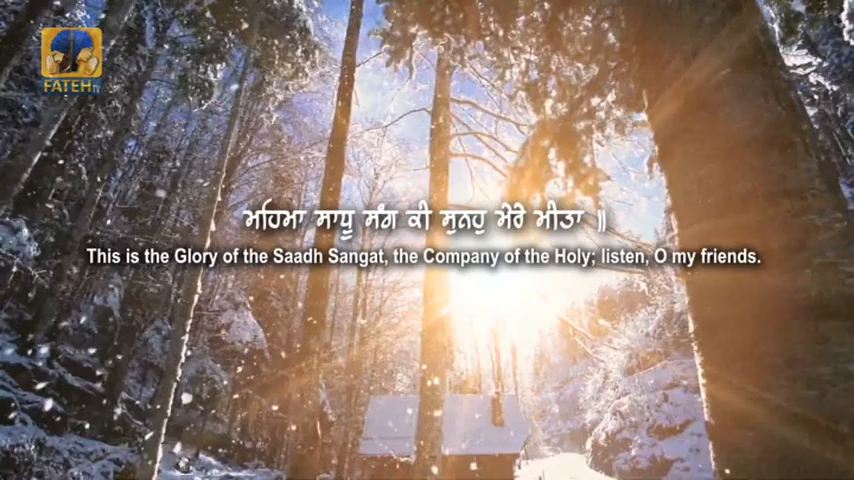 FATEH TV
ਮਹਿਮਾ ਸਾਧੂ ਸੰਗ ਕੀ ਸੁਨਹੁ ਮੇਰੇ ਮੀਤਾ ॥
This is the Glory of the Saadh Sangat, the Company of the Holy; listen, O my friends.